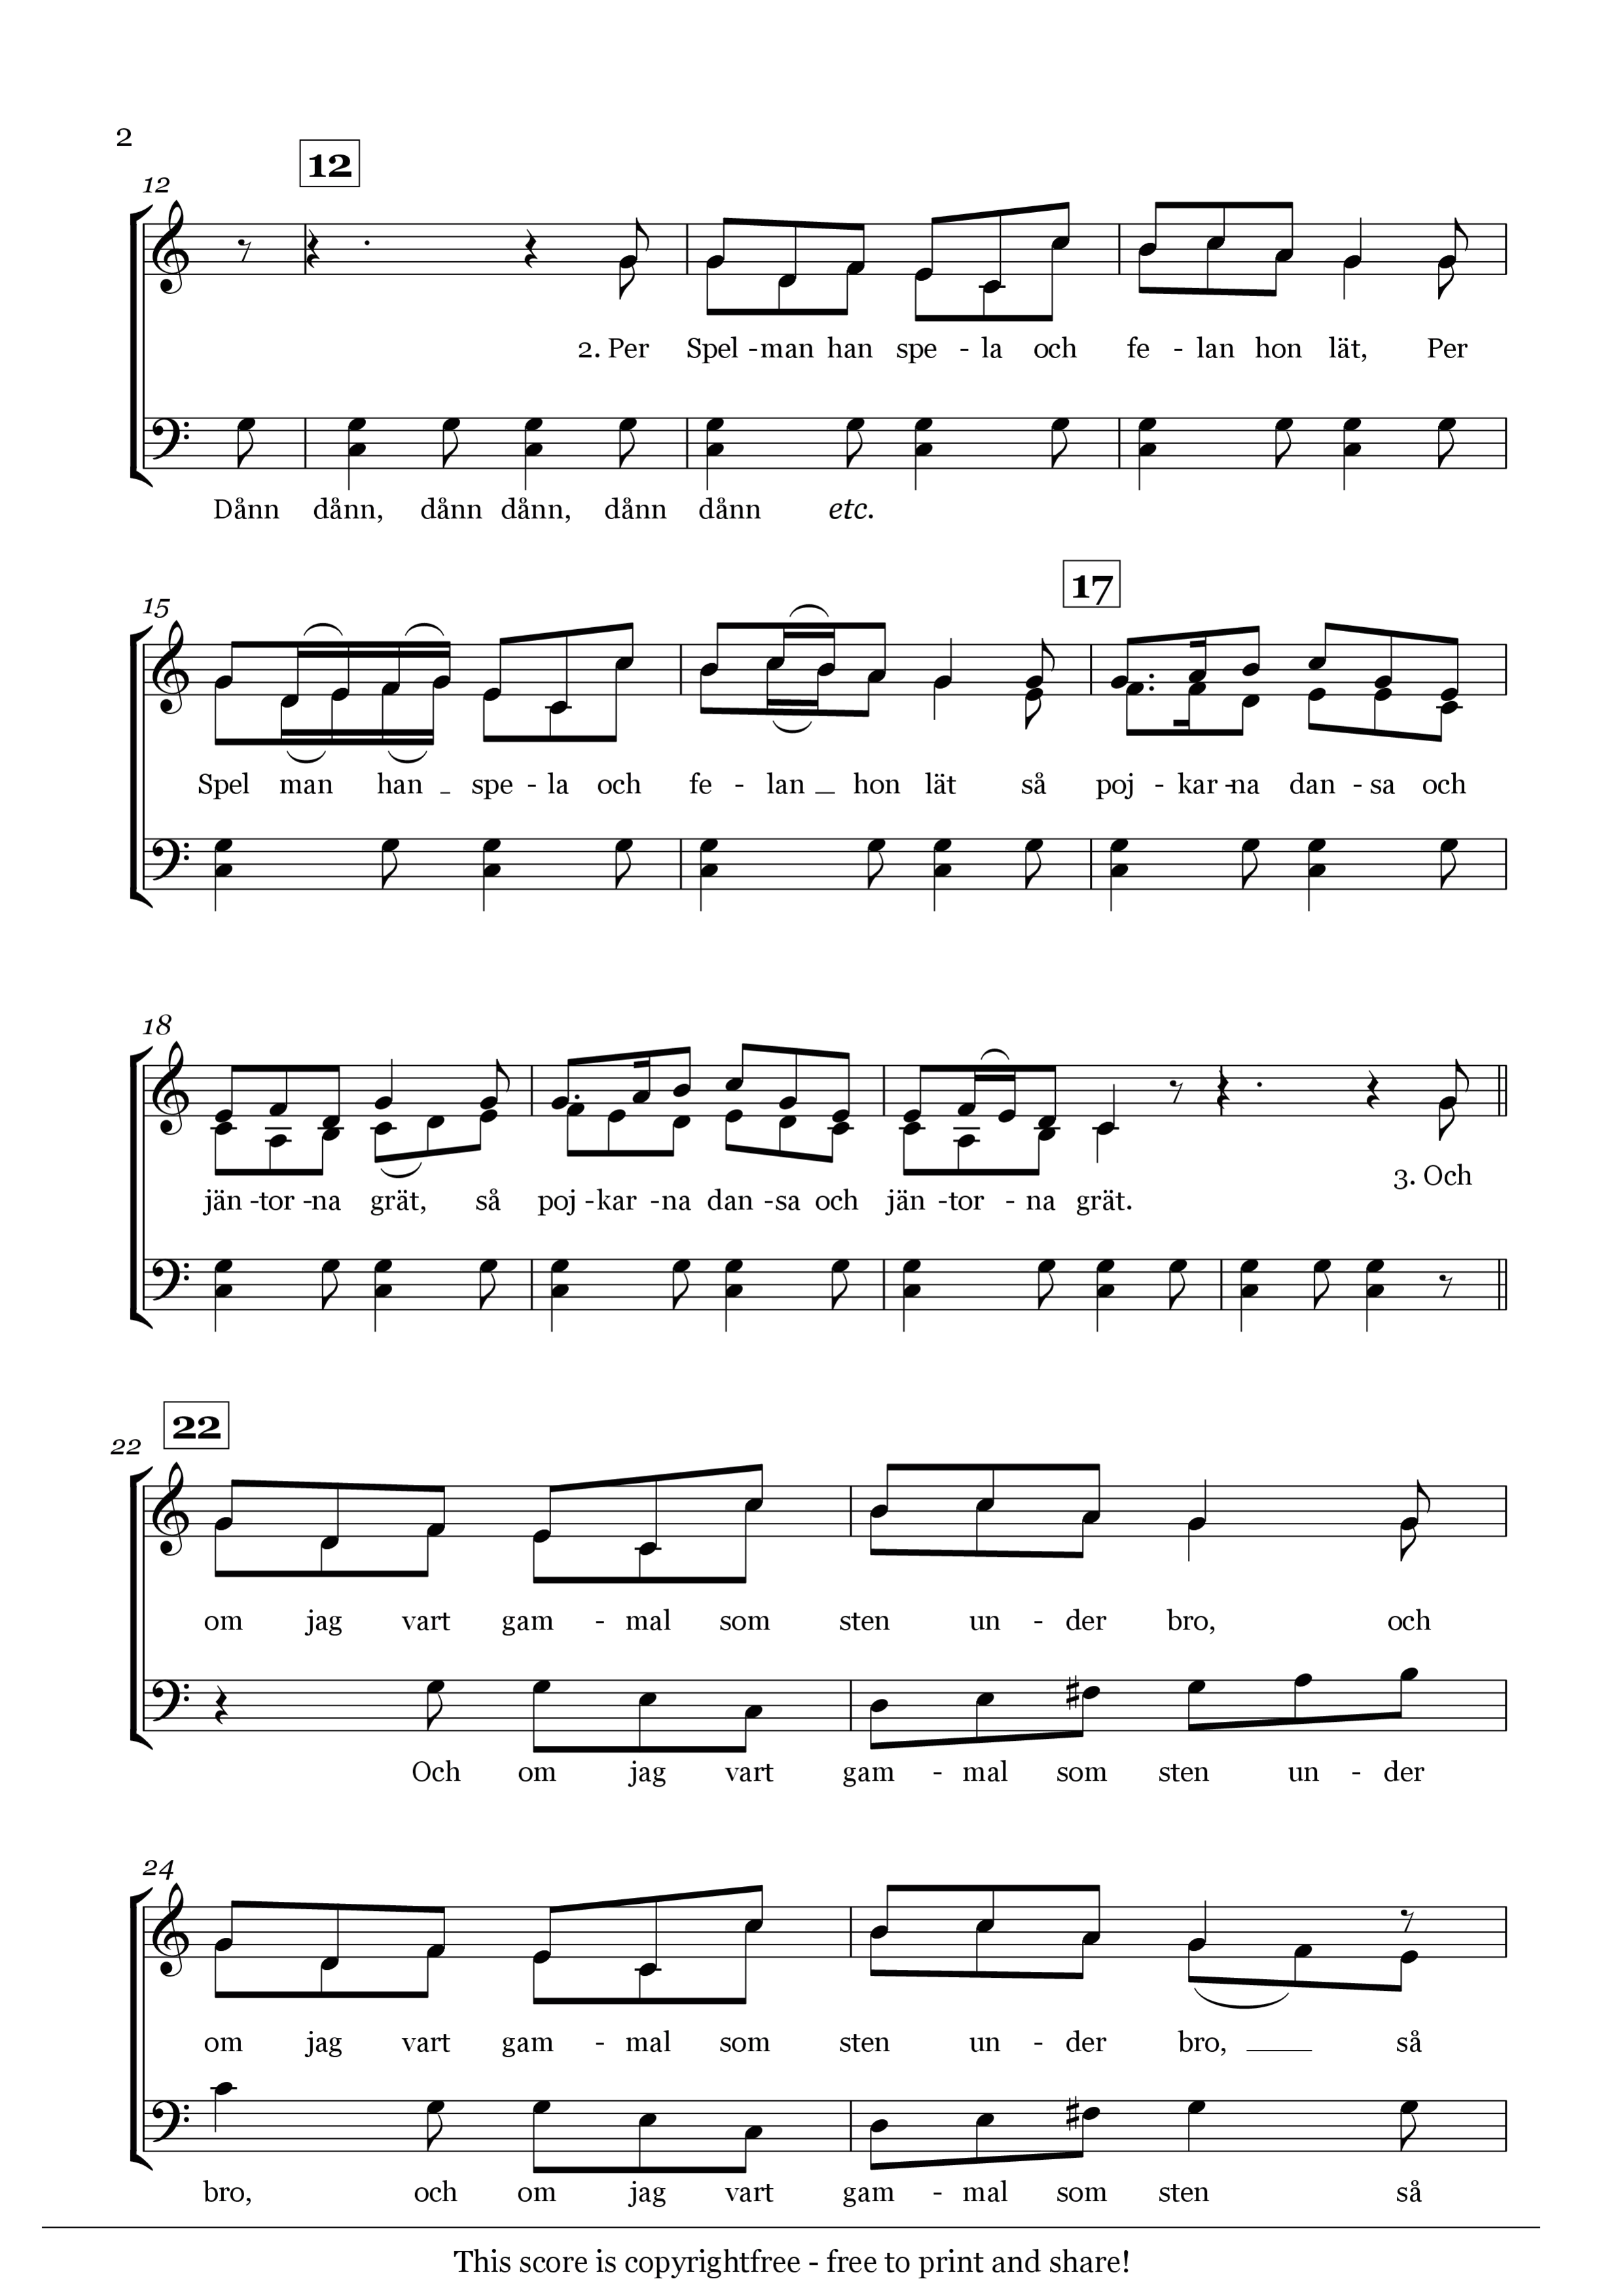 2
12
12
2. Per Spel - man han spe - la och fe - lan hon lät, Per
Dånn dånn, dånn dånn, dånn dånn etc.
17
15
Spel man han _ spe - la och fe - lan _ hon lät så poj - kar - na dan - sa och
18
jän - tor - na grät, så poj - kar - na dan - sa och jän - tor - na grät. 3. Och
22
22
om jag vart gam - mal som sten un - der bro, och
Och om jag vart gam - mal som sten un - der
24
om jag vart gam - mal som sten un - der bro, _ så
bro, och om jag vart gam - mal som sten så
This score is copyrightfree - free to print and share!